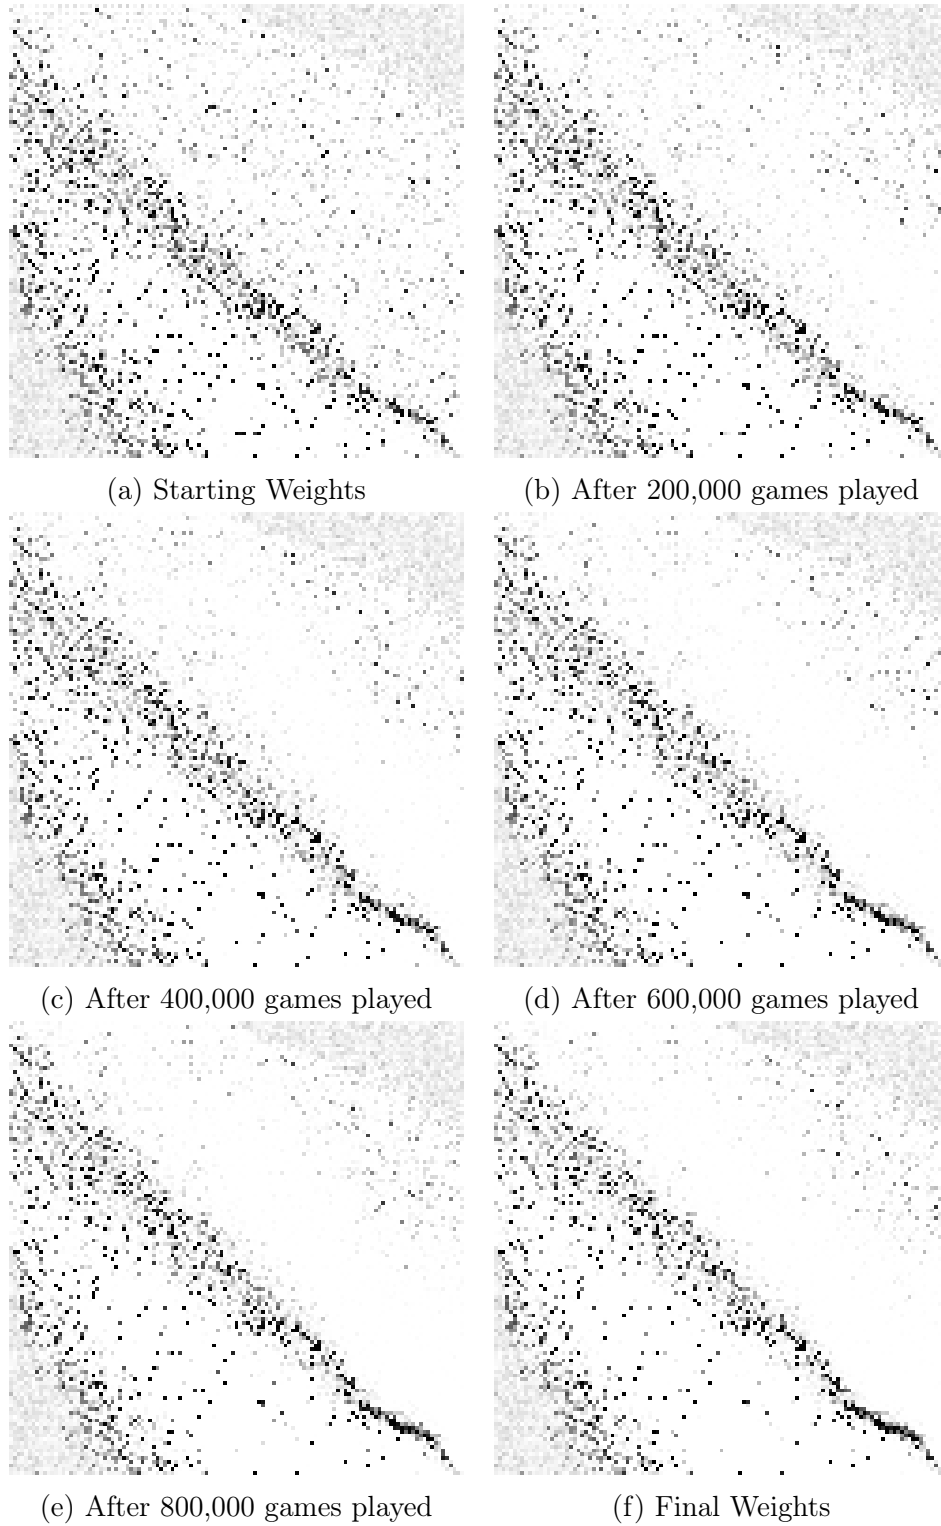 (a) Starting Weights
(b) After 200,000 games played
(c) After 400,000 games played
(d) After 600,000 games played
(e) After 800,000 games played
(f) Final Weights